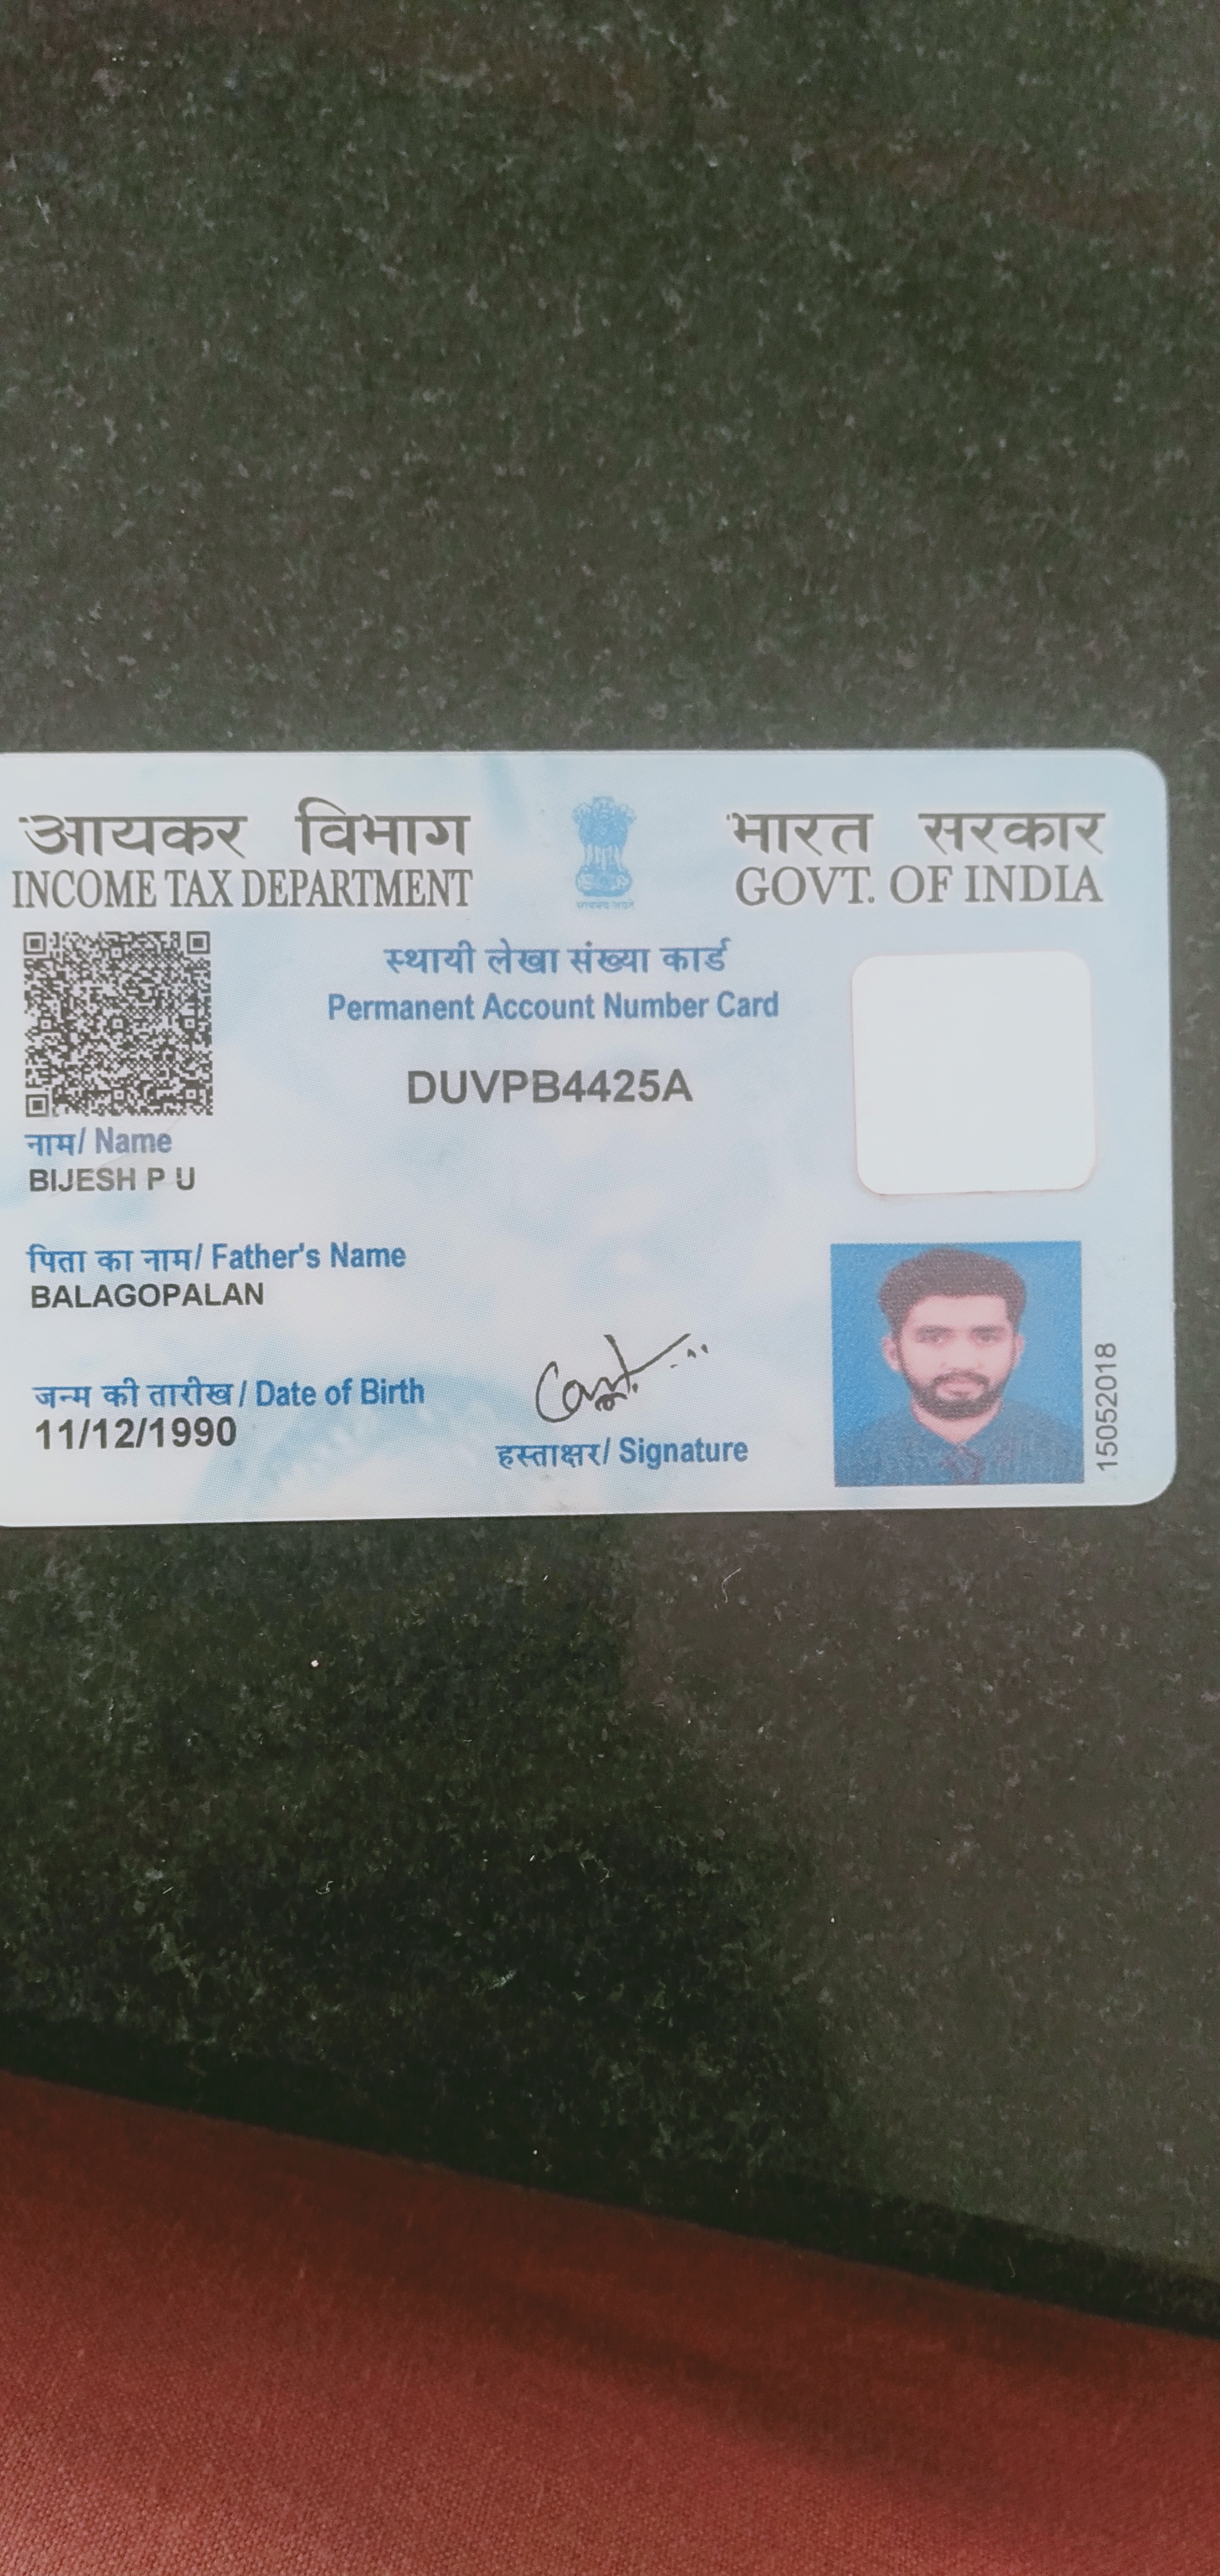 आयकर विभाग
INCOME TAX DEPARTMENT
भारत सरकार
GOVT. OF INDIA
स्थायी लेखा संख्या कार्ड
Permanent Account Number Card
DUVPB4425A
नाम/ Name
BIJESH P U
पिता का नाम/ Father's Name
BALAGOPALAN
जन्म की तारीख / Date of Birth
11/12/1990
हस्ताक्षर/ Signature
15052018